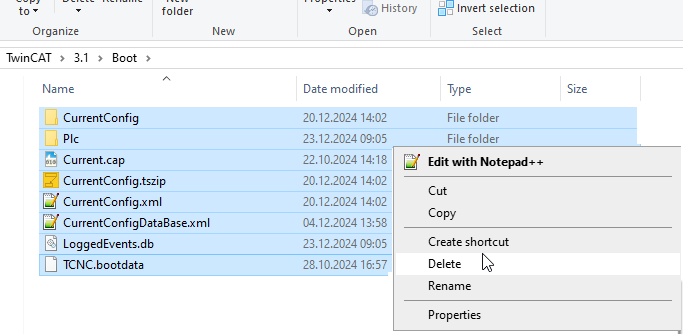 Copy
to
Delete
Rename
New
folder
Properties
History
Invert selection
Organize
New
Open
Select
TwinCAT > 3.1 > Boot >
Name Date modified Type Size
CurrentConfig 20.12.2024 14:02 File folder
Plc 23.12.2024 09:05 File folder
Current.cap 22.10.2024 14:18
CurrentConfig.tszip 20.12.2024 14:02
CurrentConfig.xml 20.12.2024 14:02
CurrentConfigDataBase.xml 04.12.2024 13:58
LoggedEvents.db 23.12.2024 09:05
TCNC.bootdata 28.10.2024 16:57
Edit with Notepad++
Cut
Copy
Create shortcut
Delete
Rename
Properties